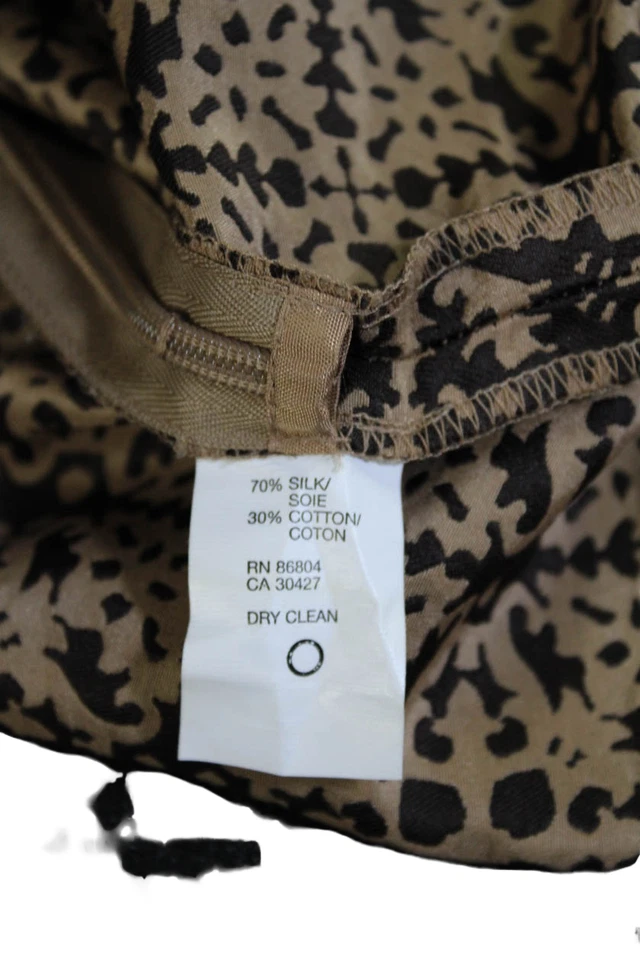 70% SILK/
SOIE
30% COTTON/
COTON
RN 86804
CA 30427
DRY CLEAN